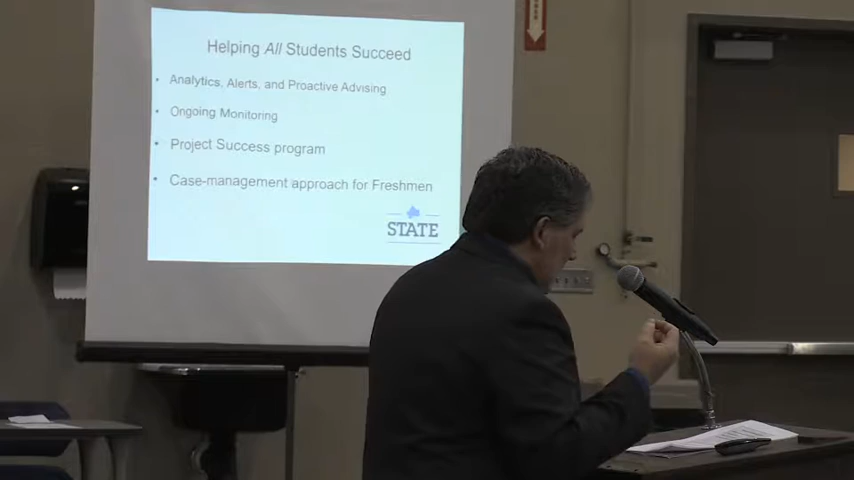 Helping All Students Succeed
• Analytics, Alerts, and Proactive Advising
• Ongoing Monitoring
• Project Success program
• Case-management approach for Freshmen
STATE